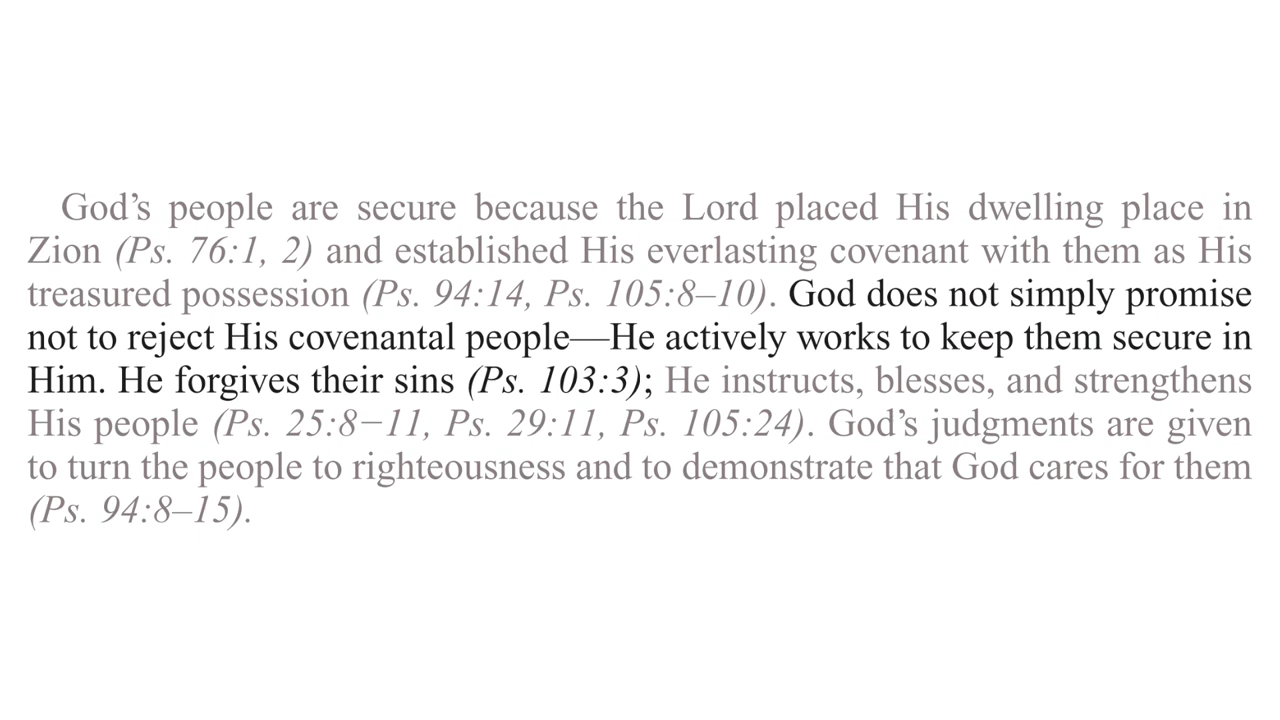 God’s people are secure because the Lord placed His dwelling place in
Zion (Ps. 76:1, 2) and established His everlasting covenant with them as His
treasured possession (Ps. 94:14, Ps. 105:8–10). God does not simply promise
not to reject His covenantal people—He actively works to keep them secure in
Him. He forgives their sins (Ps. 103:3); He instructs, blesses, and strengthens
His people (Ps. 25:8−11, Ps. 29:11, Ps. 105:24). God’s judgments are given
to turn the people to righteousness and to demonstrate that God cares for them
(Ps. 94:8–15).